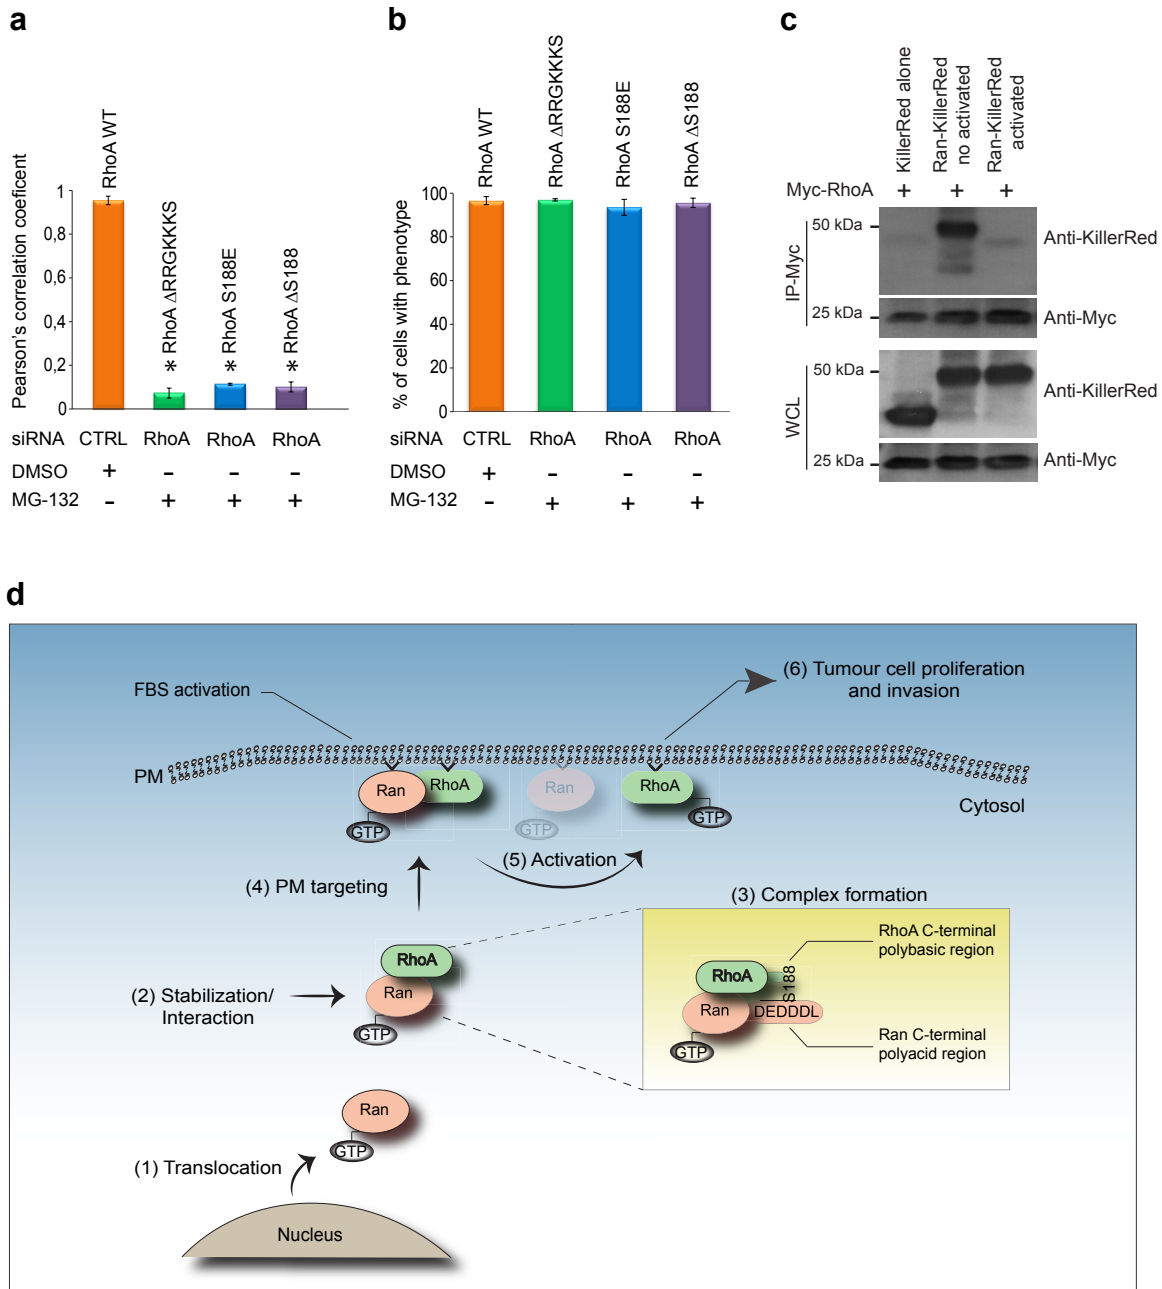 a
Pearson's correlation coeficent
1
0,8
0,6
0,4
0,2
0
RhoA WT
* RhoA ΔRRGKKKS
* RhoA S188E
* RhoA ΔS188
siRNA CTRL RhoA RhoA RhoA
DMSO + - - -
MG-132 - + + +
b
% of cells with phenotype
100
80
60
40
20
0
RhoA WT
RhoA ΔRRGKKKS
RhoA S188E
RhoA ΔS188
siRNA CTRL RhoA RhoA RhoA
DMSO + - - -
MG-132 - + + +
c
KillerRed alone
Ran-KillerRed
no activated
Ran-KillerRed
activated
Myc-RhoA + + +
IP-Myc
50 kDa
Anti-KillerRed
25 kDa
Anti-Myc
WCL
50 kDa
Anti-KillerRed
25 kDa
Anti-Myc
d
FBS activation
(6) Tumour cell proliferation
and invasion
PM
Ran
RhoA
GTP
Ran
GTP
RhoA
GTP
Cytosol
(5) Activation
(4) PM targeting
(3) Complex formation
RhoA C-terminal
polybasic region
RhoA
S188
Ran
DEDDDL
GTP
Ran C-terminal
polyacid region
RhoA
Ran
GTP
(2) Stabilization/
Interaction
Ran
GTP
(1) Translocation
Nucleus